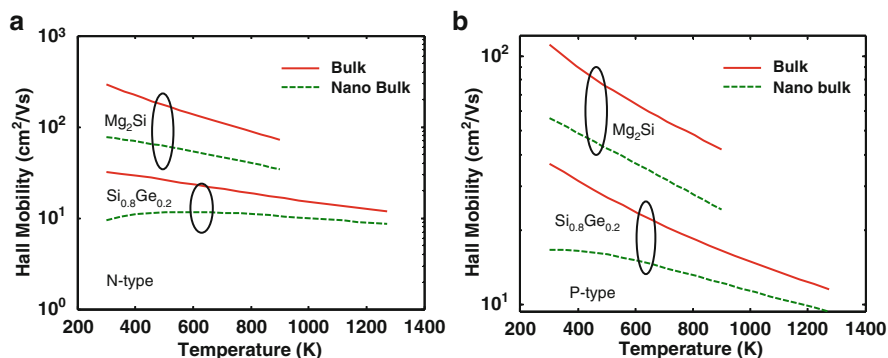 a
10³
10²
10¹
10⁰
Hall Mobility (cm²/Vs)
Bulk
Nano Bulk
Mg₂Si
Si₀.₈Ge₀.₂
N-type
200 400 600 800 1000 1200 1400
Temperature (K)
b
10²
10¹
Hall Mobility (cm²/Vs)
Bulk
Nano bulk
Mg₂Si
Si₀.₈Ge₀.₂
P-type
200 400 600 800 1000 1200 1400
Temperature (K)